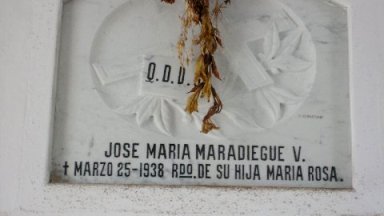 Q.D.D.
JOSE MARIA MARADIEGUE V.
† MARZO 25-1938 RDO. DE SU HIJA MARIA ROSA.